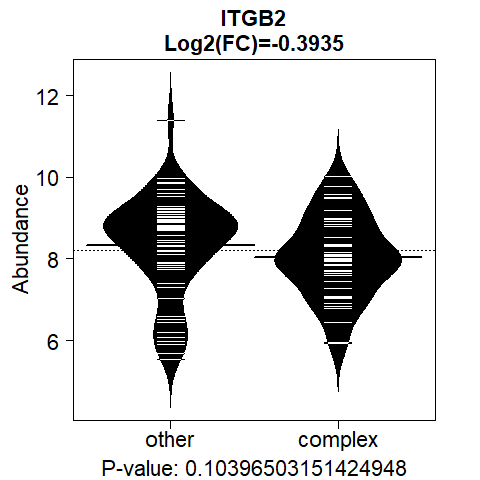 ITGB2
Log2(FC)=-0.3935
Abundance
12
10
8
6
other complex
P-value: 0.10396503151424948